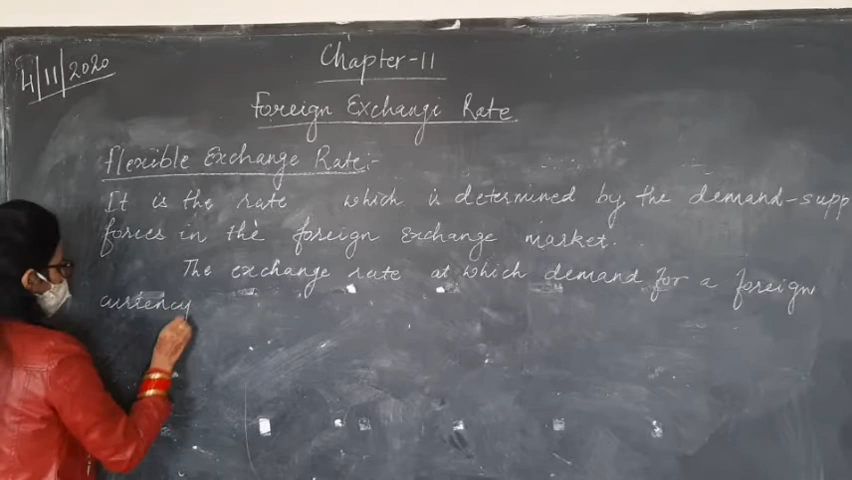 4/11/2020
Chapter-11
Foreign Exchange Rate
Flexible Exchange Rate:-
It is the rate which is determined by the demand-supp
forces in the foreign exchange market.
The exchange rate at which demand for a foreign
currency